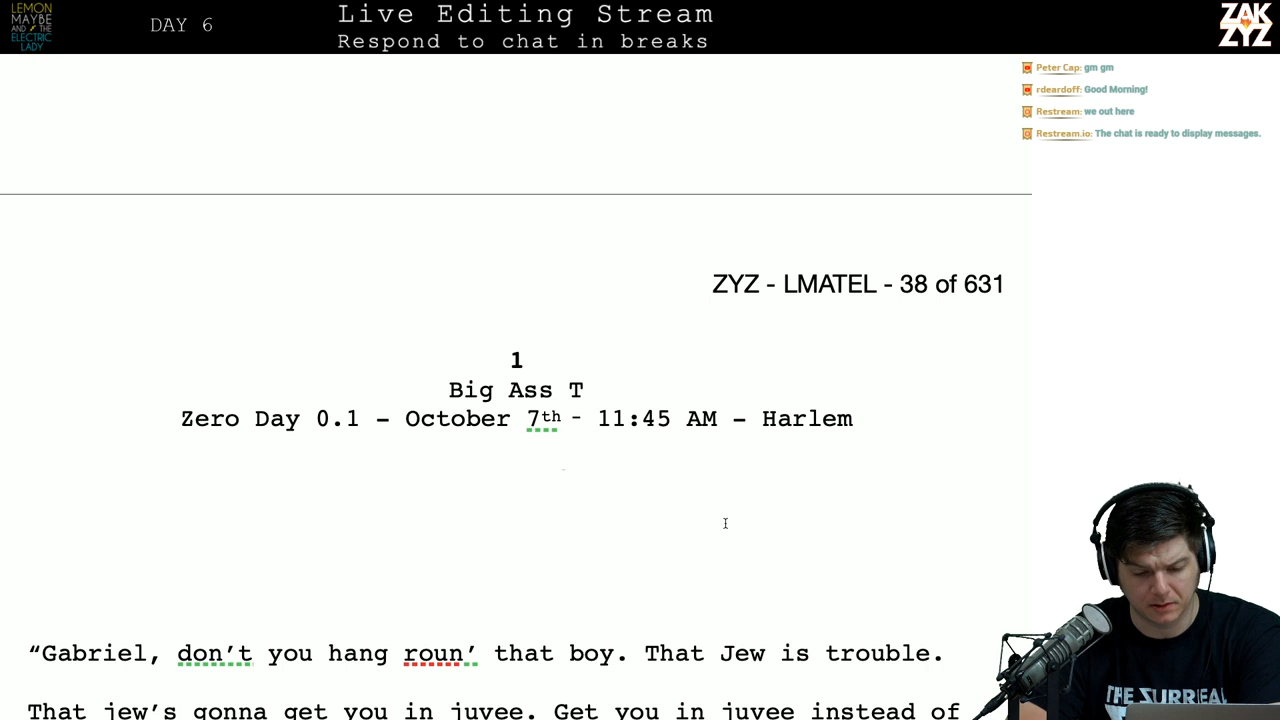 LEMON
MAYBE
AND THE
ELECTRIC
LADY
DAY 6
Live Editing Stream
Respond to chat in breaks
ZAK
ZYZ
Peter Cap: gm gm
rdeardoff: Good Morning!
Restream: we out here
Restream.io: The chat is ready to display messages.
ZYZ - LMATEL - 38 of 631
1
Big Ass T
Zero Day 0.1 – October 7th - 11:45 AM – Harlem
“Gabriel, don’t you hang roun’ that boy. That Jew is trouble.
That jew’s gonna get you in juvee. Get you in juvee instead of
THE SURREAL